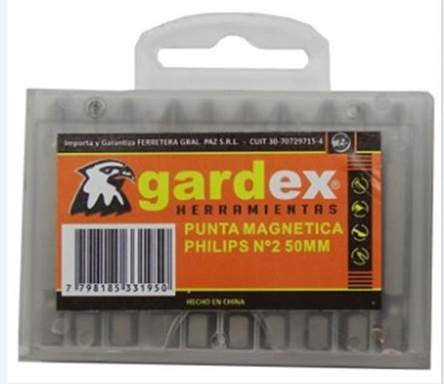 Importa y Garantiza FERRETERA GRAL. PAZ S.R.L. - CUIT 30-70729715-4
gardex®
HERRAMIENTAS
PUNTA MAGNETICA
PHILIPS Nº2 50MM
7 798185 331950
HECHO EN CHINA